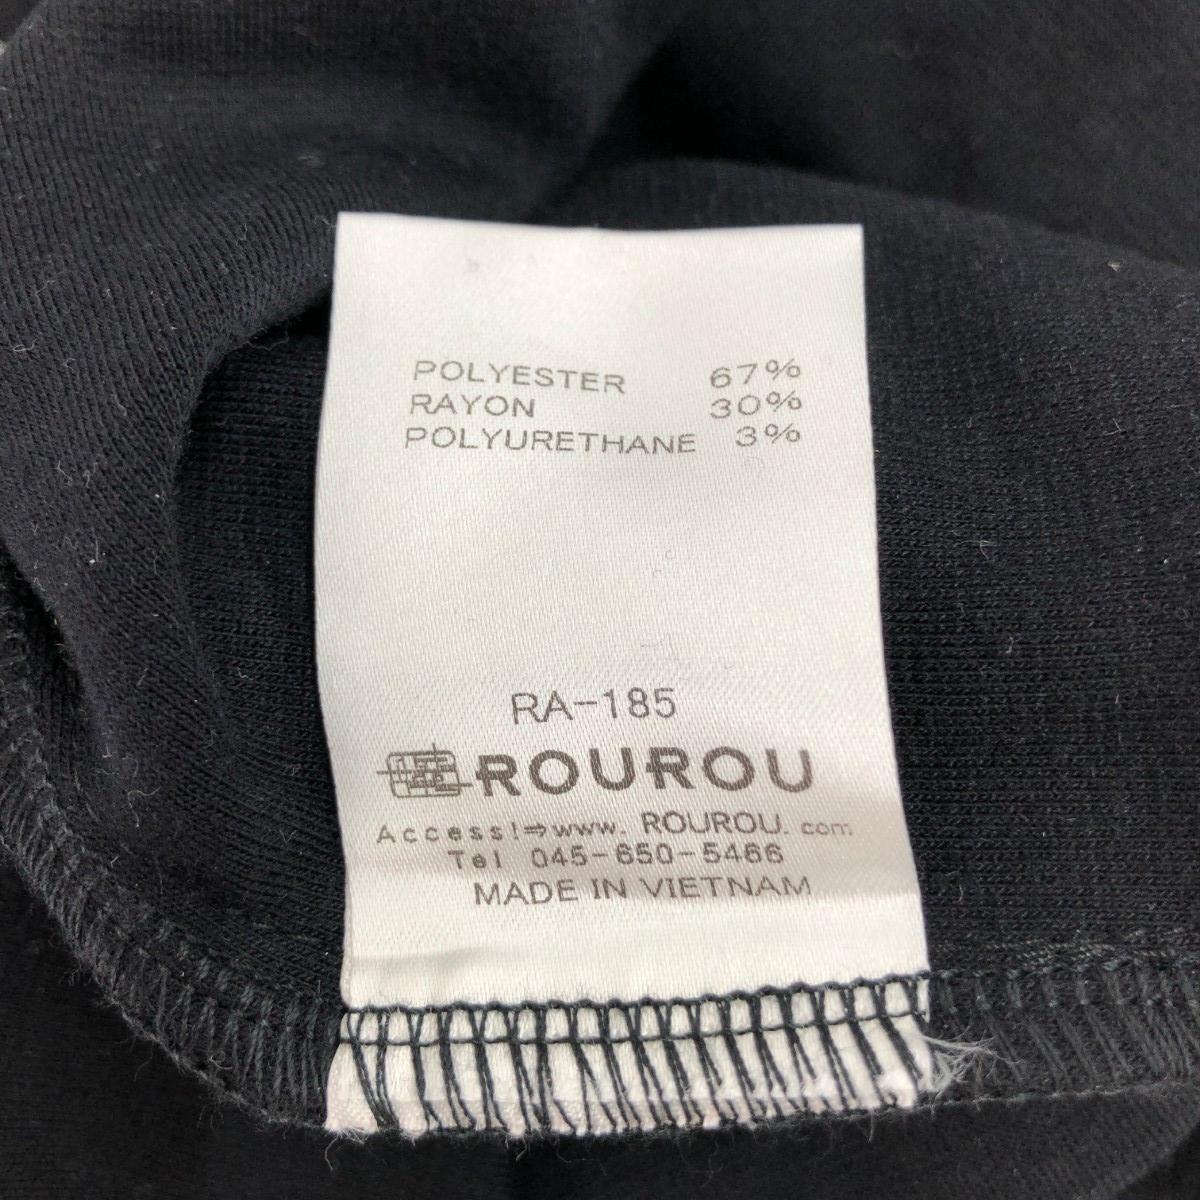 POLYESTER 67%
RAYON 30%
POLYURETHANE 3%
RA-185
ROUROU
Access!⇒www. ROUROU. com
Tel 045-650-5466
MADE IN VIETNAM